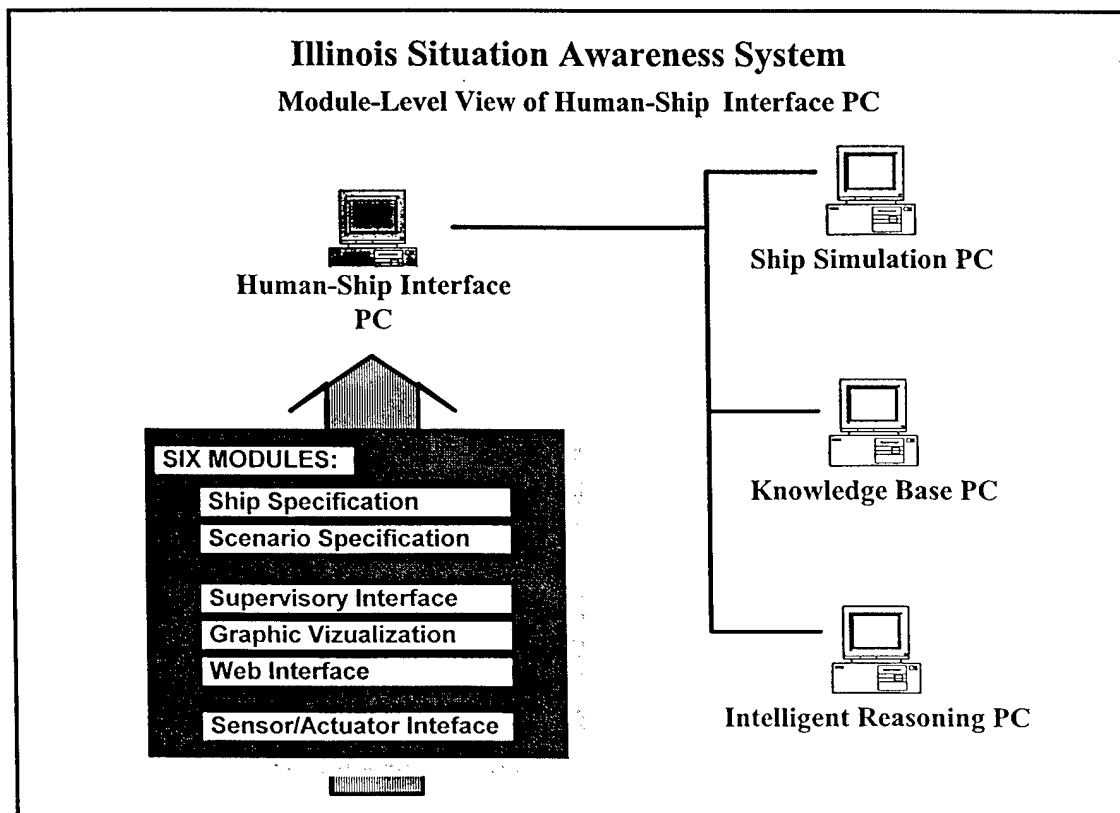 Illinois Situation Awareness System
Module-Level View of Human-Ship Interface PC
Human-Ship Interface
PC
Ship Simulation PC
Knowledge Base PC
Intelligent Reasoning PC
SIX MODULES:
Ship Specification
Scenario Specification
Supervisory Interface
Graphic Vizualization
Web Interface
Sensor/Actuator Inteface